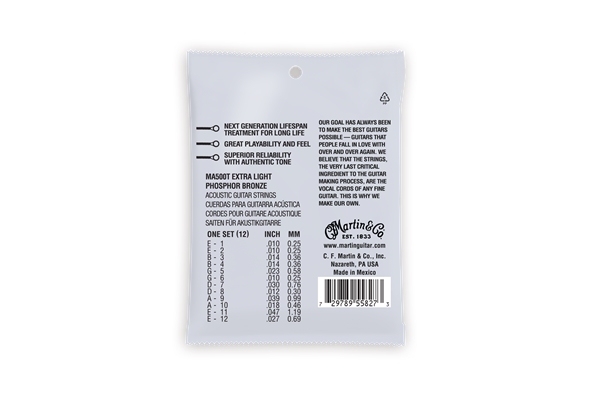 NEXT GENERATION LIFESPAN
TREATMENT FOR LONG LIFE
GREAT PLAYABILITY AND FEEL
SUPERIOR RELIABILITY
WITH AUTHENTIC TONE
MA500T EXTRA LIGHT
PHOSPHOR BRONZE
ACOUSTIC GUITAR STRINGS
CUERDAS PARA GUITARRA ACÚSTICA
CORDES POUR GUITARE ACOUSTIQUE
SAITEN FÜR AKUSTIKGITARRE
ONE SET (12) INCH MM
E - 1 .010 0.25
E - 2 .010 0.25
B - 3 .014 0.36
B - 4 .014 0.36
G - 5 .023 0.58
G - 6 .010 0.25
D - 7 .030 0.76
D - 8 .012 0.30
A - 9 .039 0.99
A - 10 .018 0.46
E - 11 .047 1.19
E - 12 .027 0.69
OUR GOAL HAS ALWAYS BEEN
TO MAKE THE BEST GUITARS
POSSIBLE — GUITARS THAT
PEOPLE FALL IN LOVE WITH
OVER AND OVER AGAIN. WE
BELIEVE THAT THE STRINGS,
THE VERY LAST CRITICAL
INGREDIENT TO THE GUITAR
MAKING PROCESS, ARE THE
VOCAL CORDS OF ANY FINE
GUITAR. THIS IS WHY WE
MAKE OUR OWN.
Martin & Co.
EST. 1833
www.martinguitar.com
C. F. Martin & Co., Inc.
Nazareth, PA USA
Made in Mexico
7 29789 55827 3